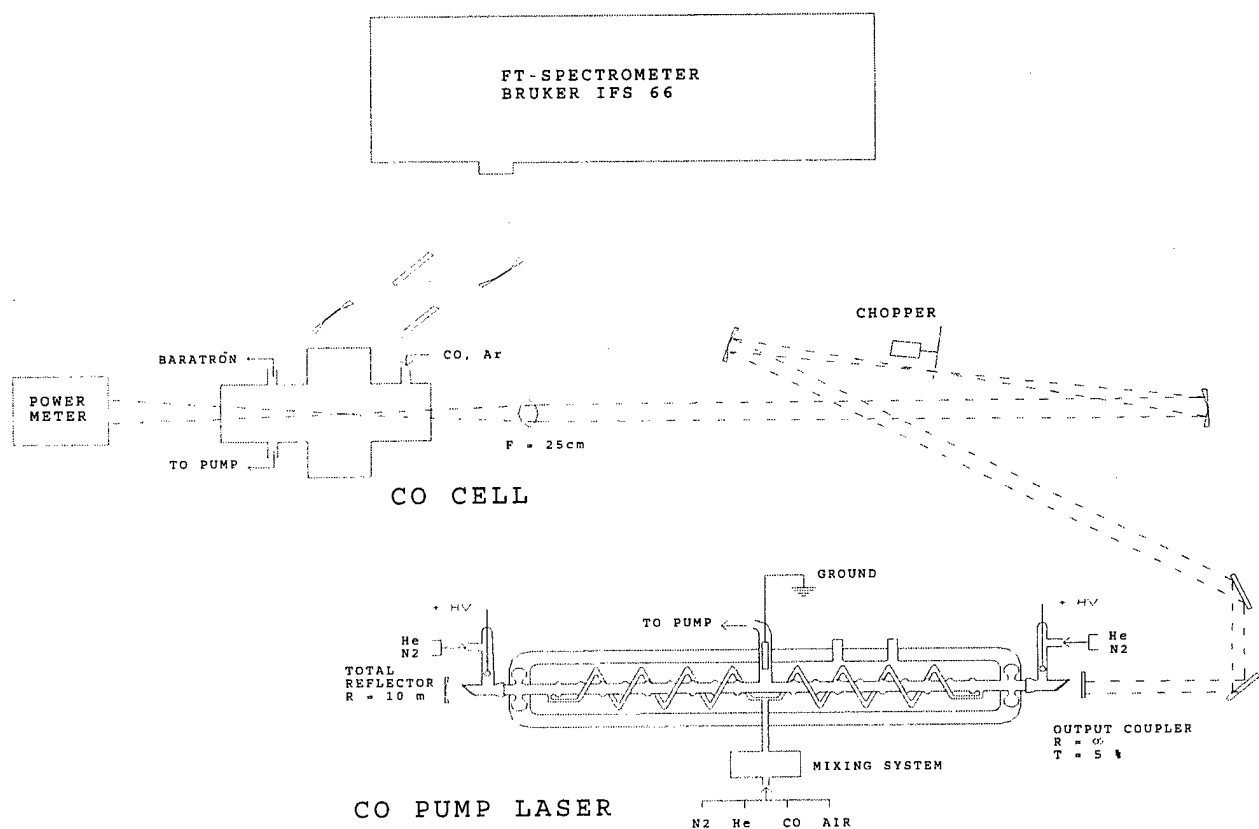 FT-SPECTROMETER
BRUKER IFS 66
CHOPPER
BARATRON
CO, Ar
POWER
METER
F = 25cm
TO PUMP
CO CELL
GROUND
+ HV
+ HV
TO PUMP
He
N2
He
N2
TOTAL
REFLECTOR
R = 10 m
OUTPUT COUPLER
R = ∞
T = 5 %
MIXING SYSTEM
CO PUMP LASER
N2 He CO AIR